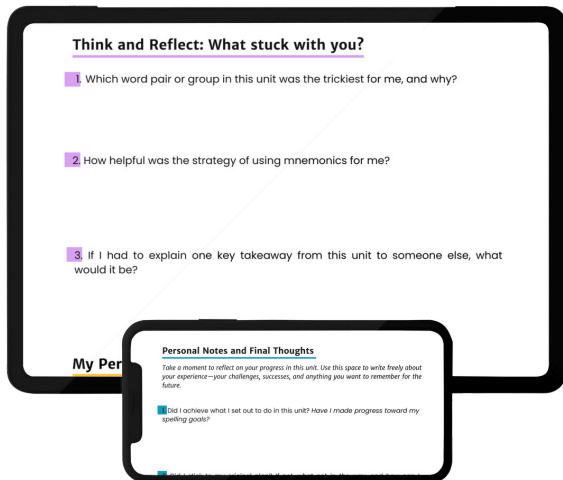 Think and Reflect: What stuck with you?
1. Which word pair or group in this unit was the trickiest for me, and why?
2. How helpful was the strategy of using mnemonics for me?
3. If I had to explain one key takeaway from this unit to someone else, what
would it be?
My Per
Personal Notes and Final Thoughts
Take a moment to reflect on your progress in this unit. Use this space to write freely about
your experience—your challenges, successes, and anything you want to remember for the
future.
1. Did I achieve what I set out to do in this unit? Have I made progress toward my
spelling goals?